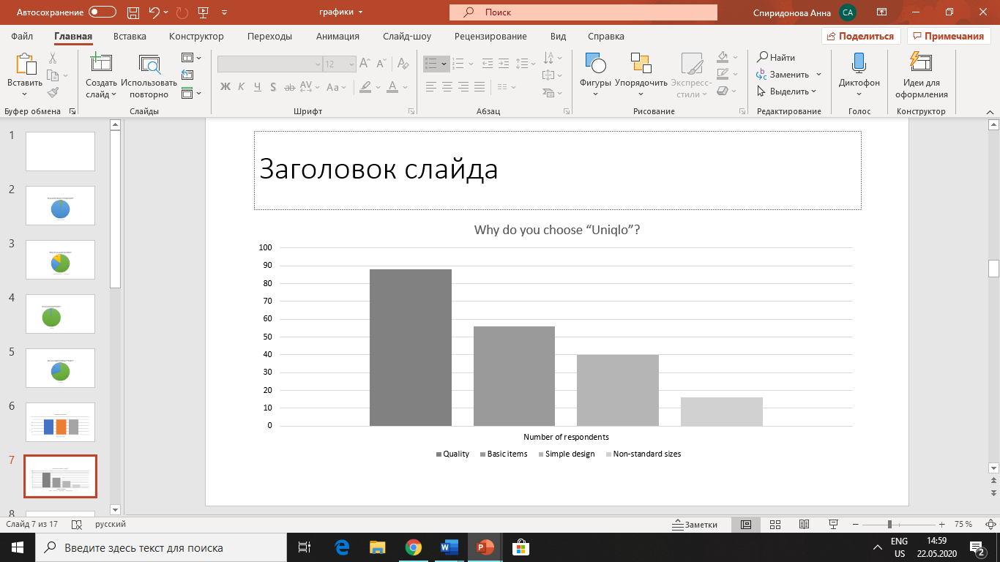 Автосохранение
графики
Поиск
Спиридонова Анна
СА
Файл Главная Вставка Конструктор Переходы Анимация Слайд-шоу Рецензирование Вид Справка
Поделиться Примечания
Вставить
Создать слайд
Использовать повторно
12
Ж К Ч S ab AV Aa A
Фигуры Упорядочить Экспресс-стили
Найти
Заменить
Выделить
Диктофон
Идеи для оформления
Буфер обмена Слайды Шрифт Абзац Рисование Редактирование Голос Конструктор
1
2
3
4
5
6
7
8
Заголовок слайда
Why do you choose “Uniqlo”?
100
90
80
70
60
50
40
30
20
10
0
Number of respondents
Quality Basic items Simple design Non-standard sizes
Слайд 7 из 17 русский Заметки 75 %
Введите здесь текст для поиска
ENG
US
14:59
22.05.2020
2